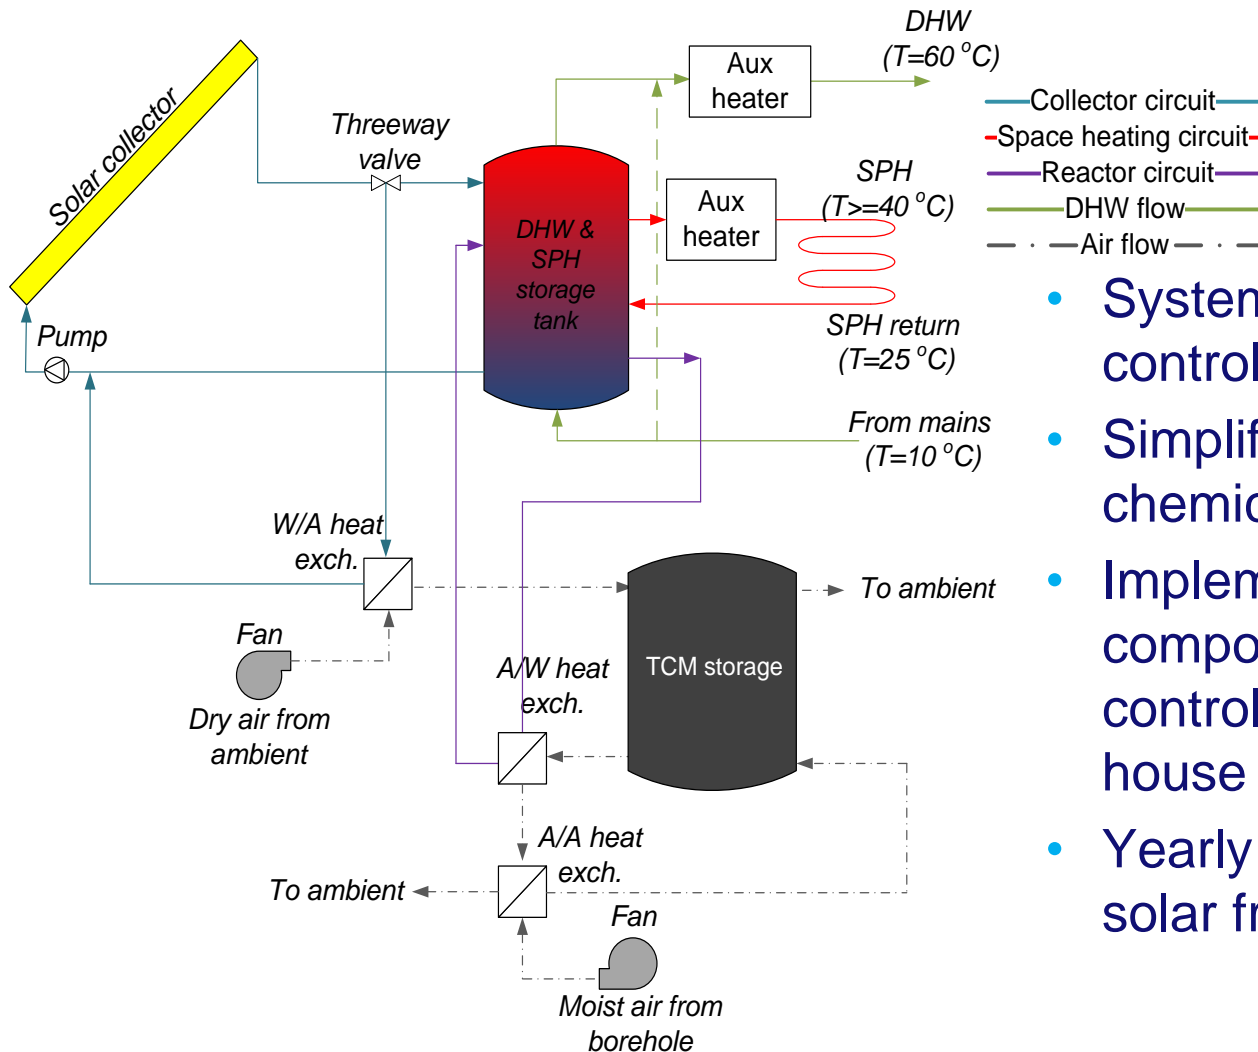 DHW
(T=60 °C)
Aux
heater
Solar collector
Threeway
valve
Collector circuit
Space heating circuit
Reactor circuit
DHW flow
Air flow
SPH
(T>=40 °C)
Aux
heater
DHW &
SPH
storage
tank
Pump
SPH return
(T=25 °C)
From mains
(T=10 °C)
W/A heat
exch.
To ambient
Fan
Dry air from
ambient
A/W heat
exch.
TCM storage
A/A heat
exch.
To ambient
Fan
Moist air from
borehole
• System
control
• Simplif
chemic
• Implem
compo
control
house
• Yearly
solar fr